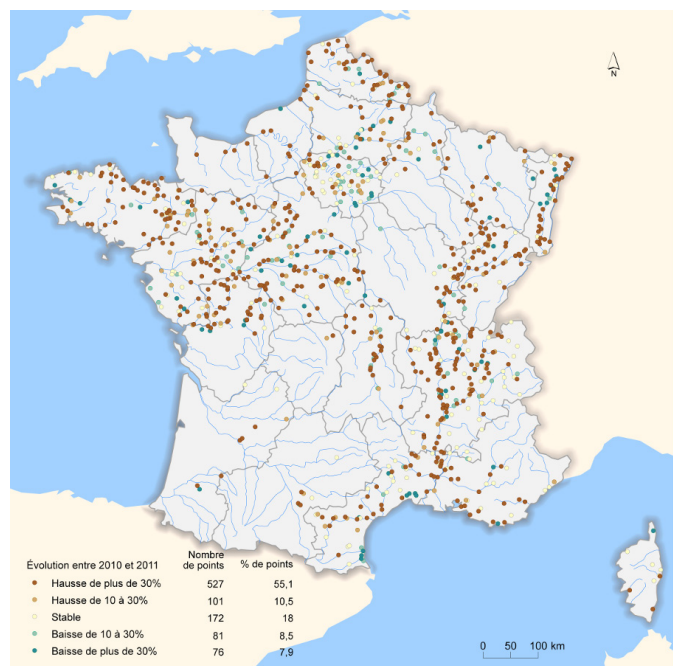 N
Évolution entre 2010 et 2011 Nombre de points % de points
Hausse de plus de 30% 527 55,1
Hausse de 10 à 30% 101 10,5
Stable 172 18
Baisse de 10 à 30% 81 8,5
Baisse de plus de 30% 76 7,9
0 50 100 km